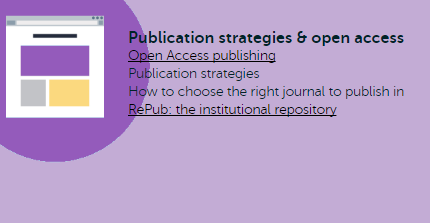 Publication strategies & open access
Open Access publishing
Publication strategies
How to choose the right journal to publish in
RePub: the institutional repository